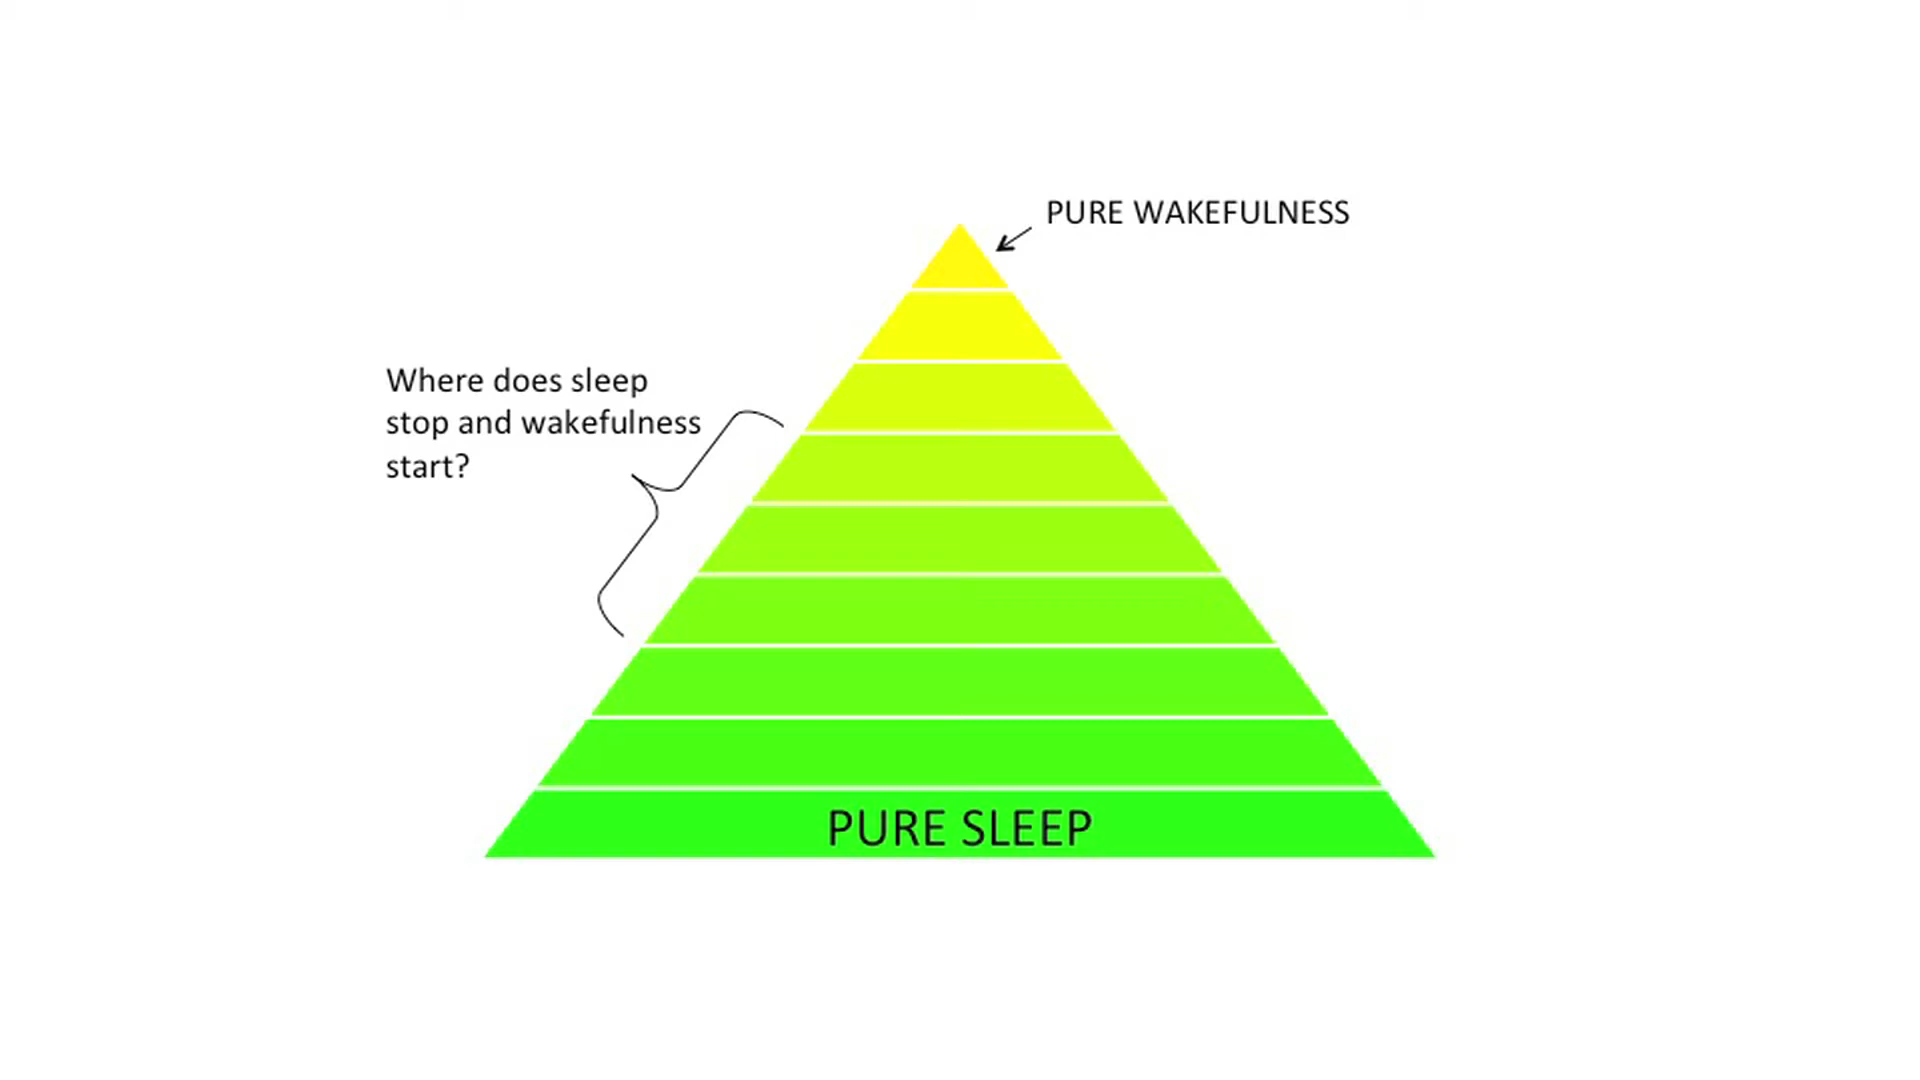 PURE WAKEFULNESS
Where does sleep
stop and wakefulness
start?
PURE SLEEP